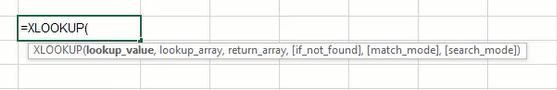 =XLOOKUP(
XLOOKUP(lookup_value, lookup_array, return_array, [if_not_found], [match_mode], [search_mode])